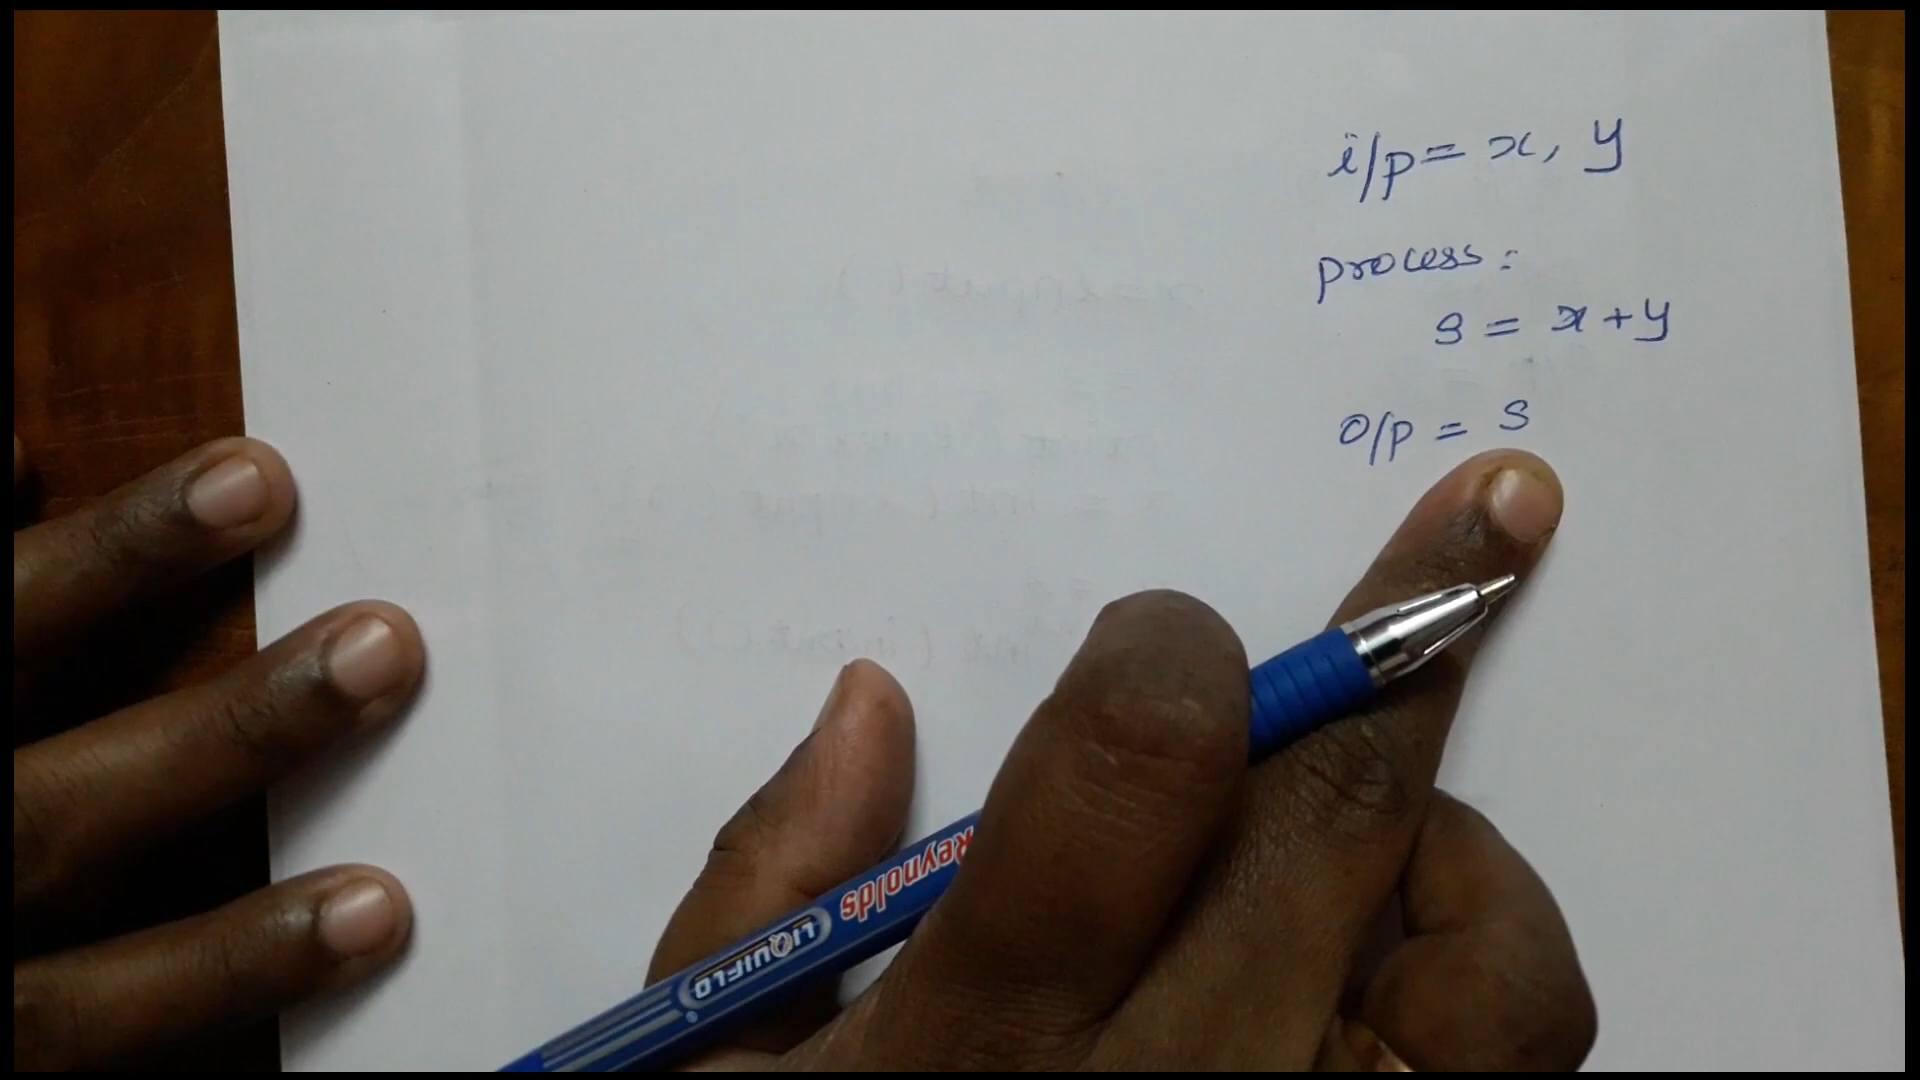 i/p = x, y
process:
s = x + y
o/p = s
Reynolds
LIQUIFLO